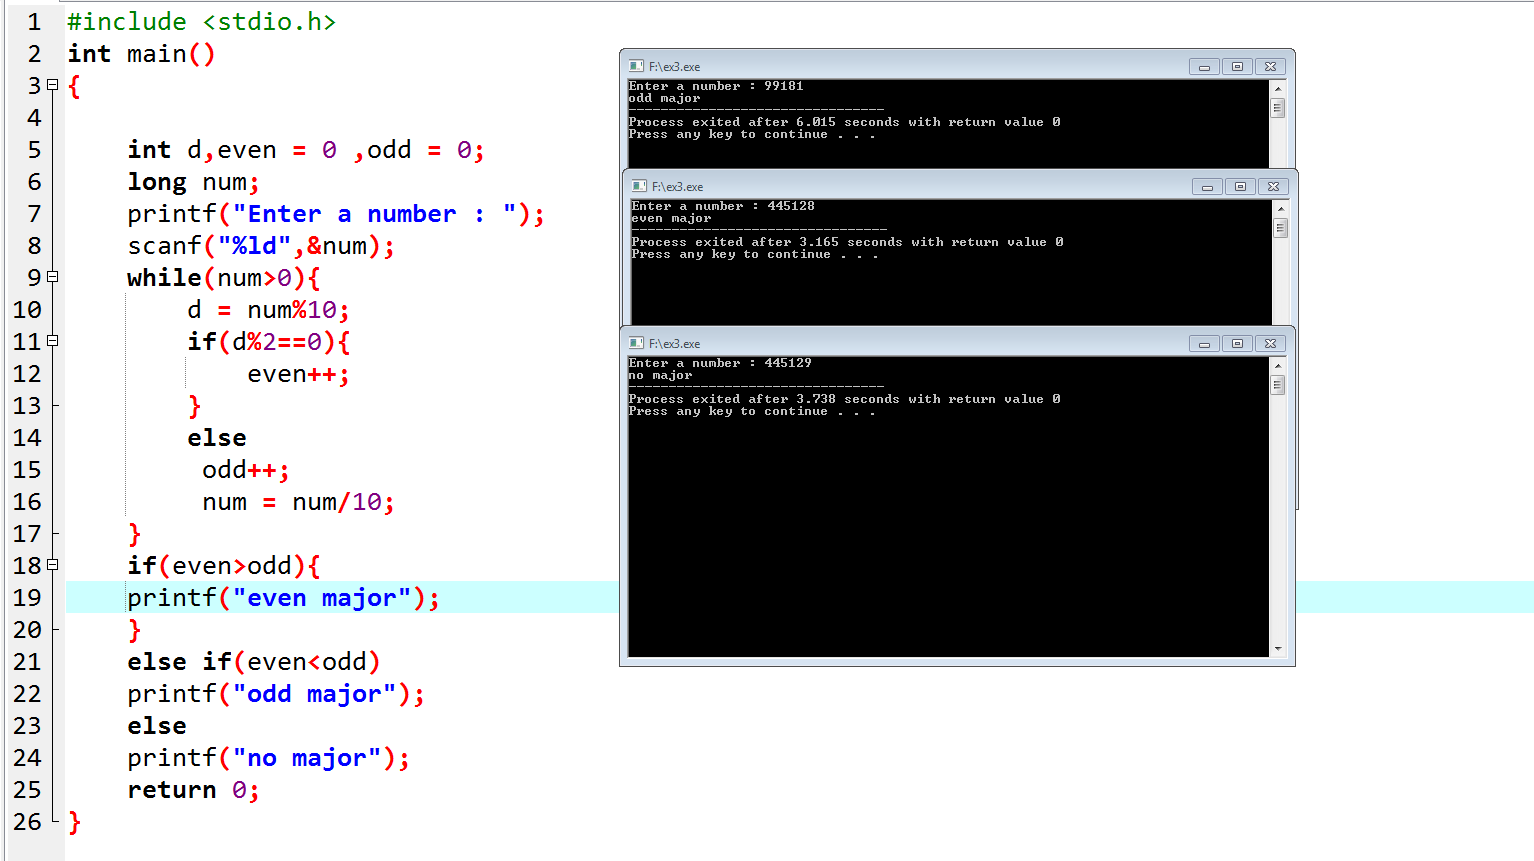 1 #include <stdio.h>
2 int main()
3 {
4
5 int d,even = 0 ,odd = 0;
6 long num;
7 printf("Enter a number : ");
8 scanf("%ld",&num);
9 while(num>0){
10 d = num%10;
11 if(d%2==0){
12 even++;
13 }
14 else
15 odd++;
16 num = num/10;
17 }
18 if(even>odd){
19 printf("even major");
20 }
21 else if(even<odd)
22 printf("odd major");
23 else
24 printf("no major");
25 return 0;
26 }
F:\ex3.exe
Enter a number : 99181
odd major
--------------------------------
Process exited after 6.015 seconds with return value 0
Press any key to continue . . .
F:\ex3.exe
Enter a number : 445128
even major
--------------------------------
Process exited after 3.165 seconds with return value 0
Press any key to continue . . .
F:\ex3.exe
Enter a number : 445129
no major
--------------------------------
Process exited after 3.738 seconds with return value 0
Press any key to continue . . .